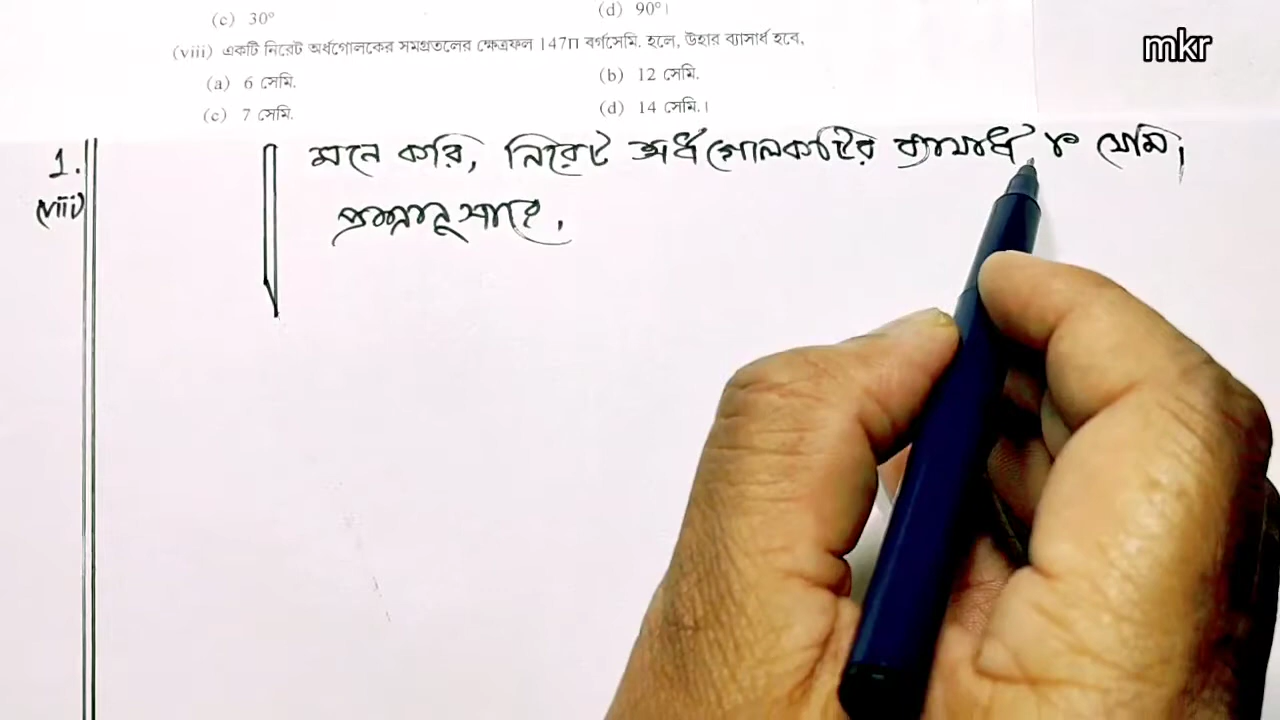 (c) 30°
(d) 90°।
mkr
(viii) একটি নিরেট অর্ধগোলকের সমগ্রতলের ক্ষেত্রফল 147π বর্গসেমি. হলে, উহার ব্যাসার্ধ হবে,
(a) 6 সেমি.
(b) 12 সেমি.
(c) 7 সেমি.
(d) 14 সেমি.।
1.
(viii)
মনে করি, নিরেট অর্ধগোলকটির ব্যাসার্ধ r সেমি।
প্রশ্নানুসারে,